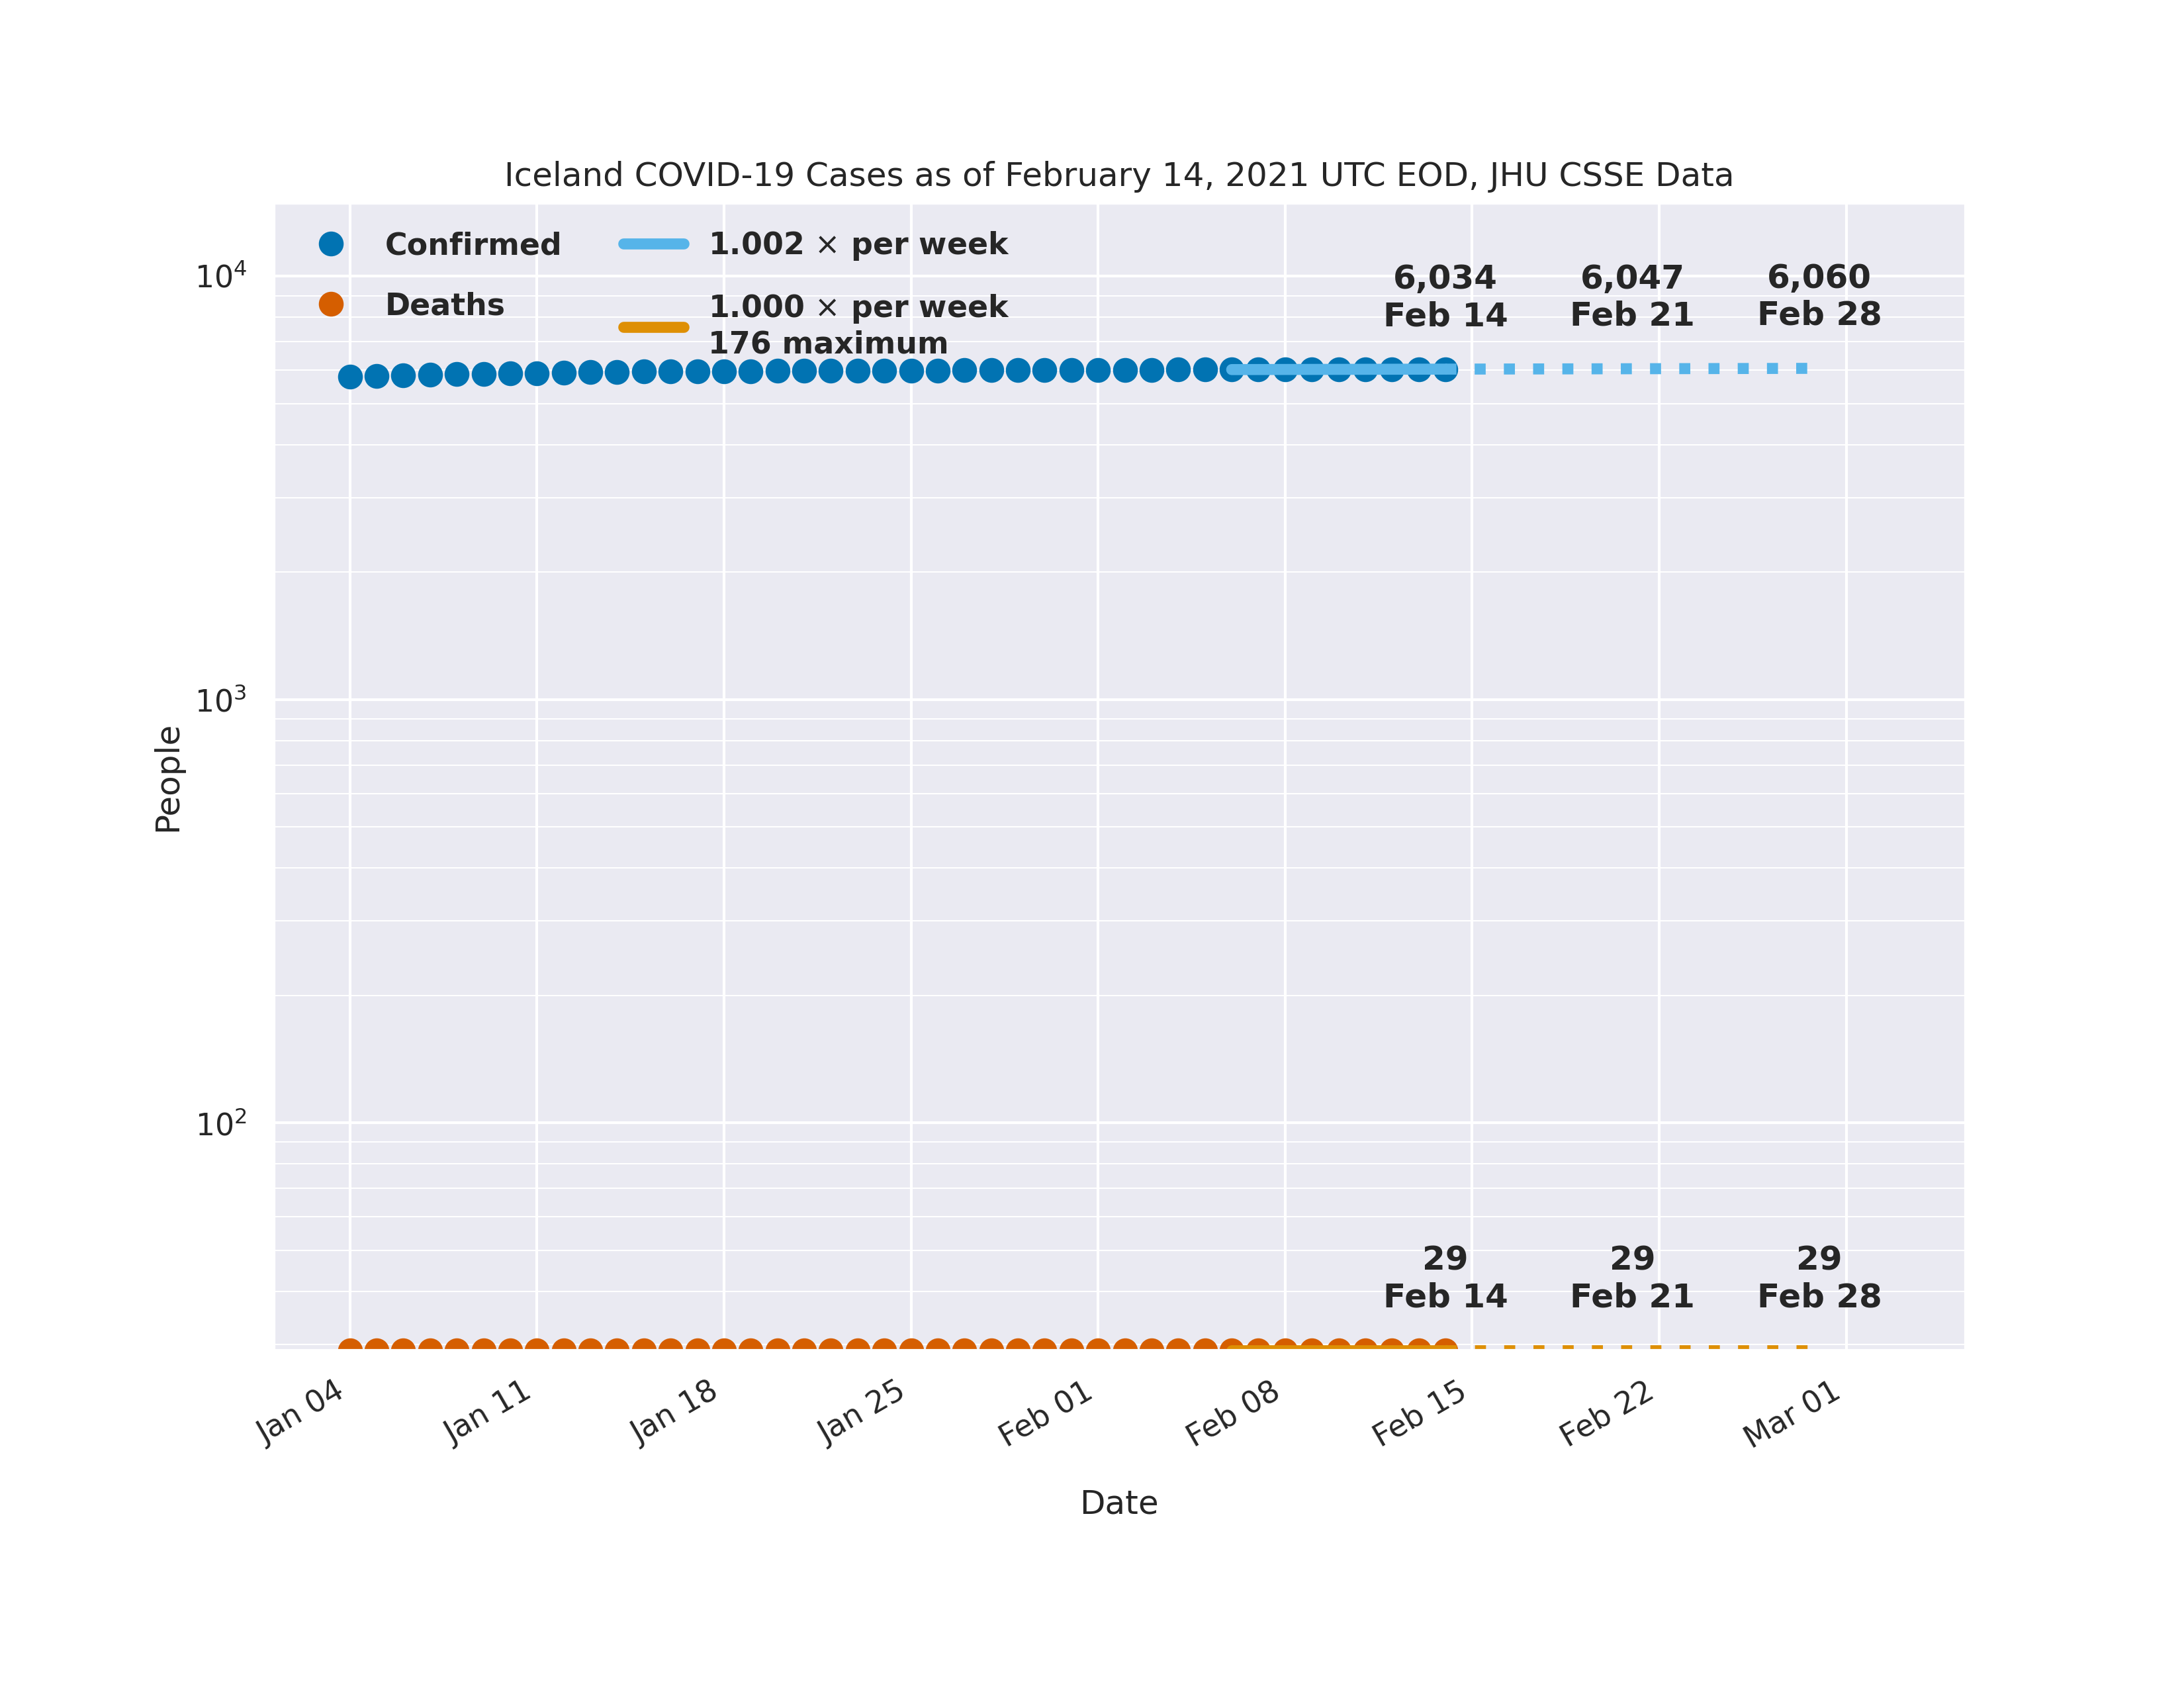 Iceland COVID-19 Cases as of February 14, 2021 UTC EOD, JHU CSSE Data
Confirmed
Deaths
1.002 × per week
1.000 × per week
176 maximum
6,034
Feb 14
6,047
Feb 21
6,060
Feb 28
10⁴
10³
10²
People
29
Feb 14
29
Feb 21
29
Feb 28
Jan 04
Jan 11
Jan 18
Jan 25
Feb 01
Feb 08
Feb 15
Feb 22
Mar 01
Date